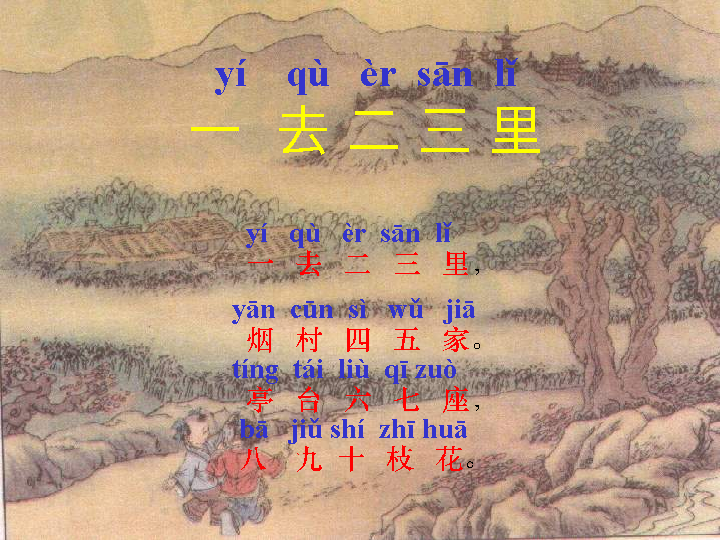 yí qù èr sān lǐ
一 去 二 三 里
yí qù èr sān lǐ
一 去 二 三 里，
yān cūn sì wǔ jiā
烟 村 四 五 家。
tíng tái liù qī zuò
亭 台 六 七 座，
bā jiǔ shí zhī huā
八 九 十 枝 花。